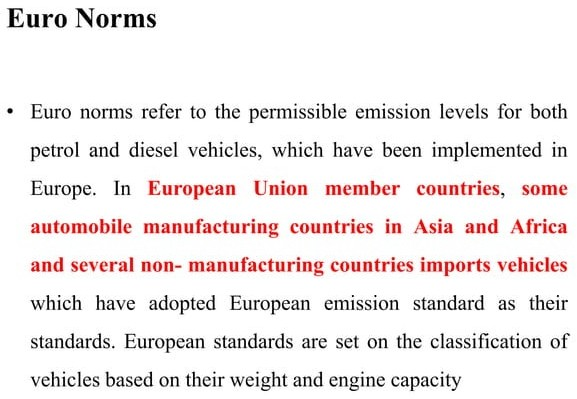 Euro Norms
• Euro norms refer to the permissible emission levels for both
petrol and diesel vehicles, which have been implemented in
Europe. In European Union member countries, some
automobile manufacturing countries in Asia and Africa
and several non- manufacturing countries imports vehicles
which have adopted European emission standard as their
standards. European standards are set on the classification of
vehicles based on their weight and engine capacity